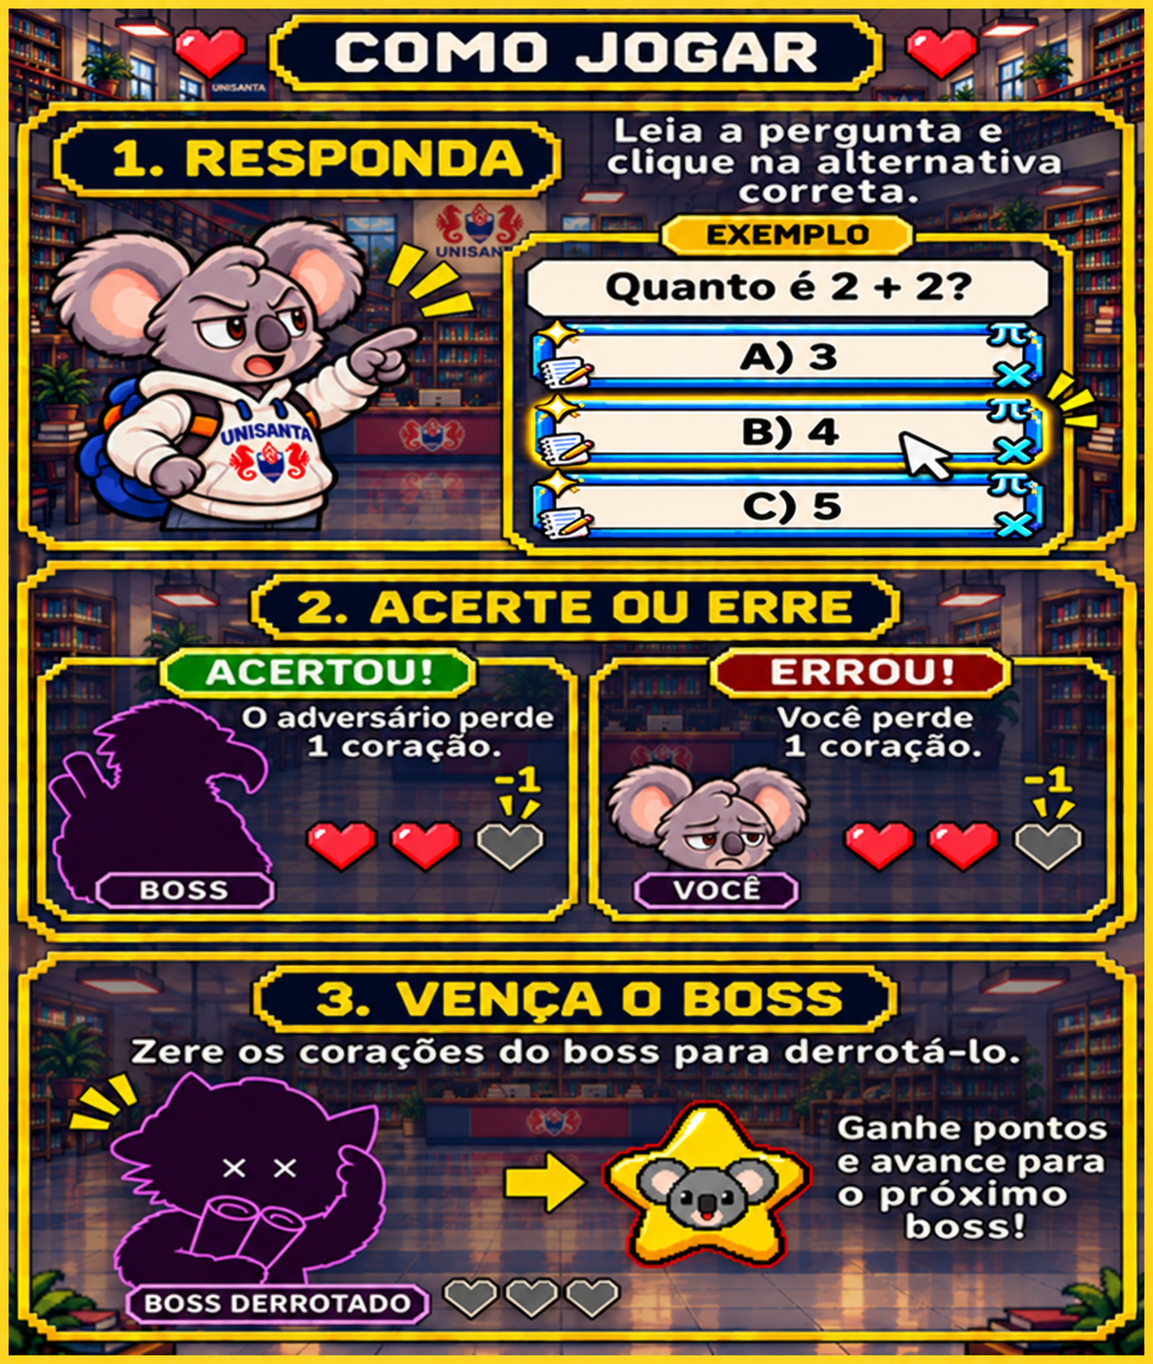 COMO JOGAR
UNISANTA
1. RESPONDA
Leia a pergunta e
clique na alternativa
correta.
UNISANTA
EXEMPLO
Quanto é 2 + 2?
A) 3
π
×
B) 4
π
×
C) 5
π
×
UNISANTA
2. ACERTE OU ERRE
ACERTOU!
O adversário perde
1 coração.
-1
BOSS
ERROU!
Você perde
1 coração.
-1
VOCÊ
3. VENÇA O BOSS
Zere os corações do boss para derrotá-lo.
Ganhe pontos
e avance para
o próximo
boss!
BOSS DERROTADO